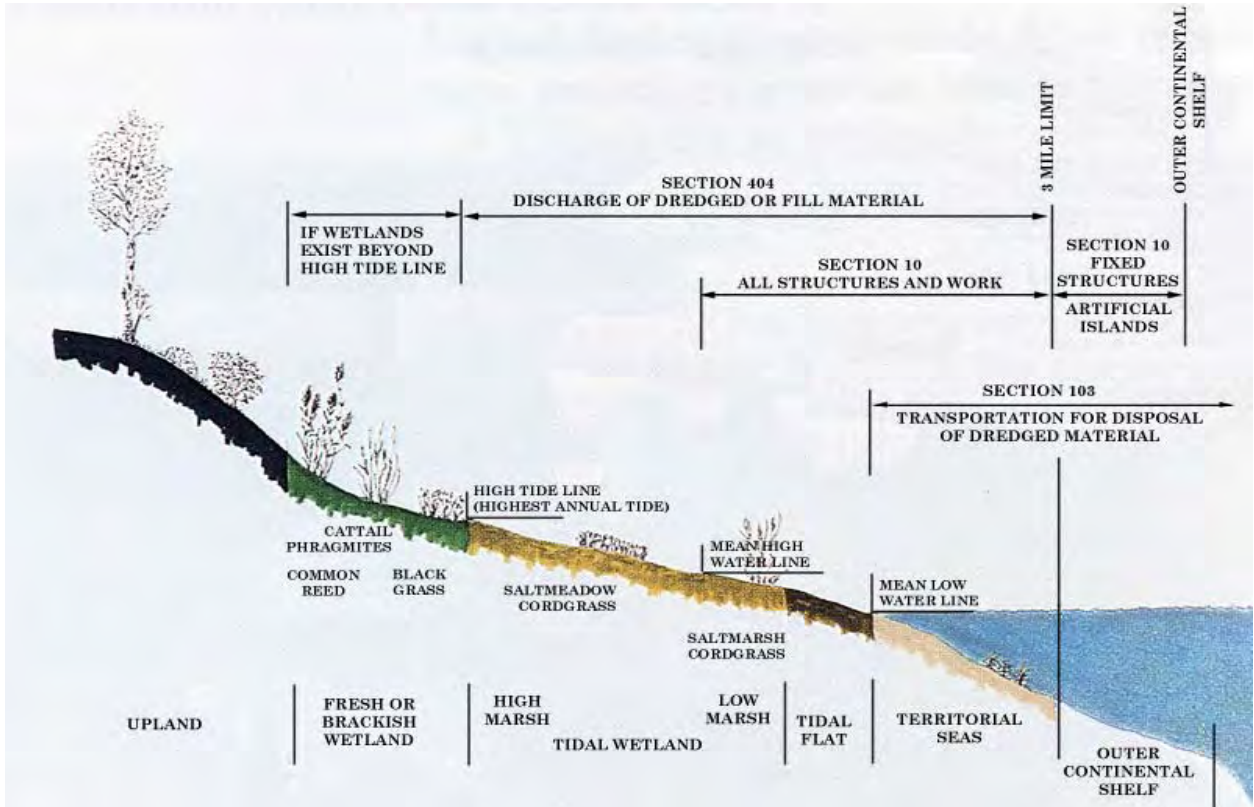 OUTER CONTINENTAL
SHELF
3 MILE LIMIT
SECTION 404
DISCHARGE OF DREDGED OR FILL MATERIAL
IF WETLANDS
EXIST BEYOND
HIGH TIDE LINE
SECTION 10
ALL STRUCTURES AND WORK
SECTION 10
FIXED
STRUCTURES
ARTIFICIAL
ISLANDS
SECTION 103
TRANSPORTATION FOR DISPOSAL
OF DREDGED MATERIAL
HIGH TIDE LINE
(HIGHEST ANNUAL TIDE)
CATTAIL
PHRAGMITES
COMMON
REED
BLACK
GRASS
MEAN HIGH
WATER LINE
SALTMEADOW
CORDGRASS
MEAN LOW
WATER LINE
SALTMARSH
CORDGRASS
UPLAND
FRESH OR
BRACKISH
WETLAND
HIGH
MARSH
LOW
MARSH
TIDAL WETLAND
TIDAL
FLAT
TERRITORIAL
SEAS
OUTER
CONTINENTAL
SHELF